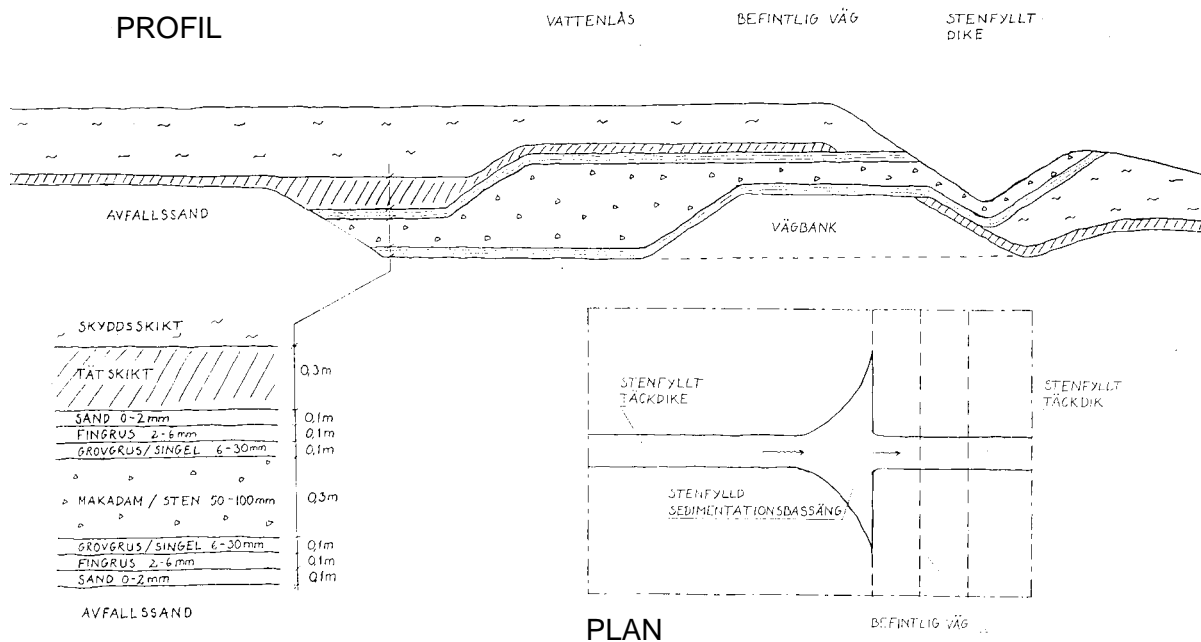 PROFIL
VATTENLÅS
BEFINTLIG VÄG
STENFYLLT
DIKE
AVFALLSSAND
VÄGBANK
SKYDDSSKIKT
TÄTSKIKT
0,3m
SAND 0-2mm
0,1m
FINGRUS 2-6mm
0,1m
GROVGRUS/SINGEL 6-30mm
0,1m
MAKADAM / STEN 50-100mm
0,3m
GROVGRUS/SINGEL 6-30mm
0,1m
FINGRUS 2-6mm
0,1m
SAND 0-2mm
0,1m
AVFALLSSAND
STENFYLLT
TÄCKDIKE
STENFYLLD
SEDIMENTATIONSBASSÄNG
STENFYLLT
TÄCKDIK
BEFINTLIG VÄG
PLAN